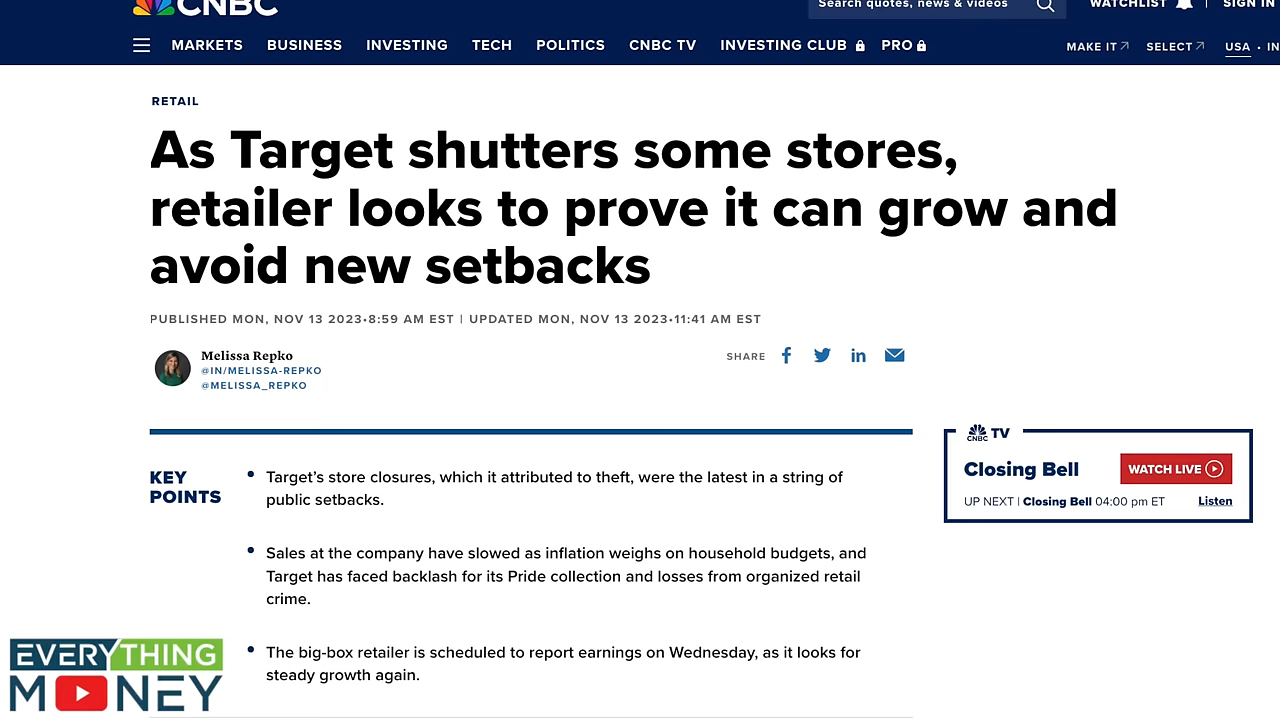 CNBC
Search quotes, news & videos
WATCHLIST
SIGN IN
MARKETS BUSINESS INVESTING TECH POLITICS CNBC TV INVESTING CLUB PRO
MAKE IT SELECT USA • IN
RETAIL
As Target shutters some stores,
retailer looks to prove it can grow and
avoid new setbacks
PUBLISHED MON, NOV 13 2023•8:59 AM EST | UPDATED MON, NOV 13 2023•11:41 AM EST
Melissa Repko
@IN/MELISSA-REPKO
@MELISSA_REPKO
SHARE
KEY
POINTS
• Target’s store closures, which it attributed to theft, were the latest in a string of
public setbacks.
• Sales at the company have slowed as inflation weighs on household budgets, and
Target has faced backlash for its Pride collection and losses from organized retail
crime.
• The big-box retailer is scheduled to report earnings on Wednesday, as it looks for
steady growth again.
CNBC TV
Closing Bell
WATCH LIVE
UP NEXT | Closing Bell 04:00 pm ET
Listen
EVERYTHING
MONEY